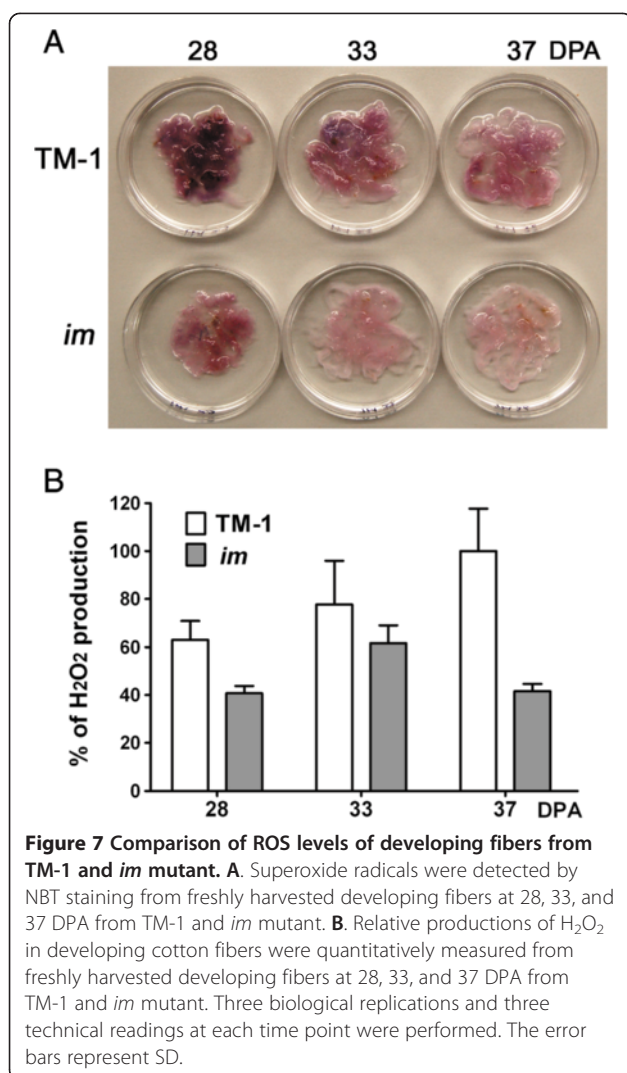 A
28 33 37 DPA
TM-1
im
B
120
100
80
60
40
20
0
% of H2O2 production
TM-1
im
28 33 37 DPA
Figure 7 Comparison of ROS levels of developing fibers from
TM-1 and im mutant. A. Superoxide radicals were detected by
NBT staining from freshly harvested developing fibers at 28, 33, and
37 DPA from TM-1 and im mutant. B. Relative productions of H₂O₂
in developing cotton fibers were quantitatively measured from
freshly harvested developing fibers at 28, 33, and 37 DPA from
TM-1 and im mutant. Three biological replications and three
technical readings at each time point were performed. The error
bars represent SD.